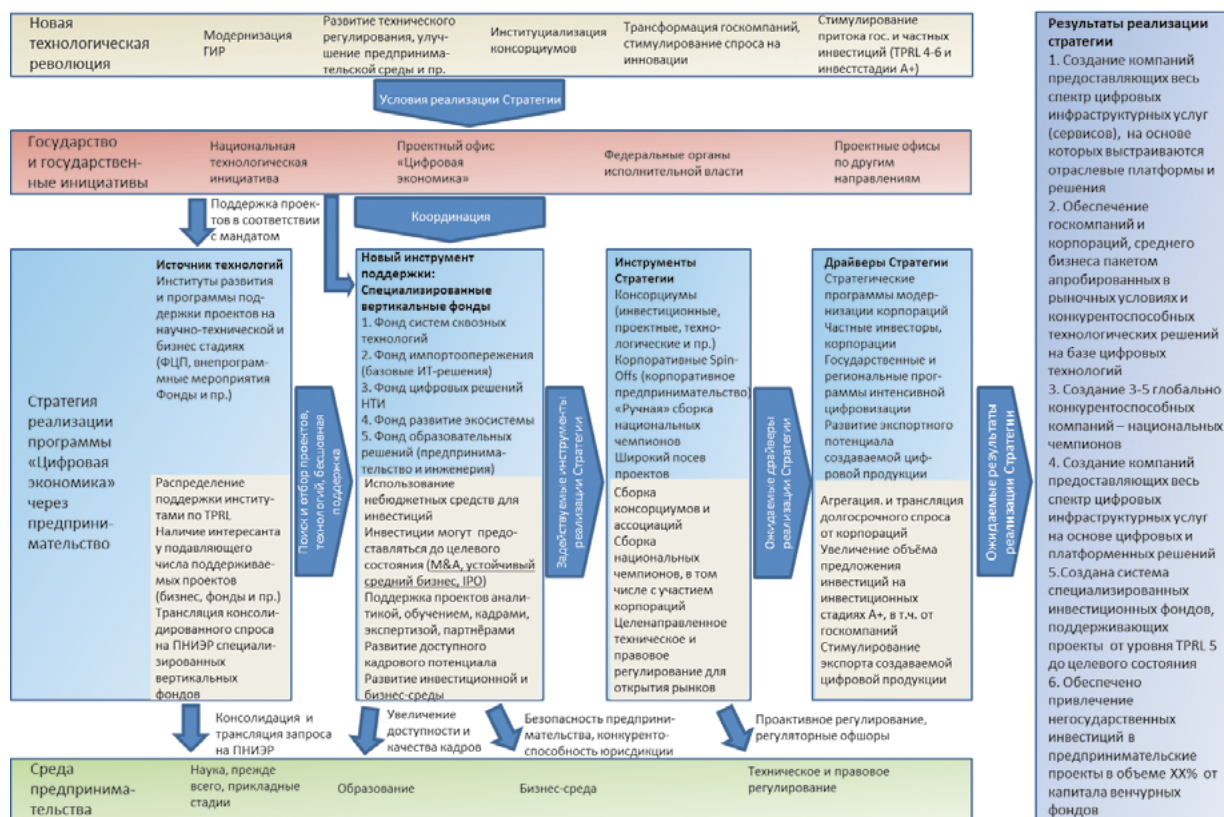 Новая
технологическая
революция
Модернизация
ГИР
Развитие технического
регулирования, улуч-
шение предпринима-
тельской среды и пр.
Институциализация
консорциумов
Трансформация госкомпаний,
стимулирование спроса на
инновации
Стимулирование
притока гос. и частных
инвестиций (TPRL 4-6 и
инвестстадии А+)
Условия реализации Стратегии
Государство
и государствен-
ные инициативы
Национальная
технологическая
инициатива
Проектный офис
«Цифровая
экономика»
Федеральные органы
исполнительной власти
Проектные офисы
по другим
направлениям
Поддержка проек-
тов в соответствии
с мандатом
Координация
Стратегия
реализации
программы
«Цифровая
экономика»
через
предприни-
мательство
Источник технологий
Институты развития
и программы под-
держки проектов на
научно-технической и
бизнес стадиях
(ФЦП, внепрограм-
мные мероприятия
Фонды и пр.)
Распределение
поддержки институ-
тами по TPRL
Наличие интересанта
у подавляющего
числа поддерживае-
мых проектов
(бизнес, фонды и пр.)
Трансляция консоли-
дированного спроса
на ПНИЭР специали-
зированных
вертикальных
фондов
Поиск и отбор проектов,
технологий, бесшовная
поддержка
Новый инструмент
поддержки:
Специализированные
вертикальные фонды
1. Фонд систем сквозных
технологий
2. Фонд импортоопережения
(базовые ИТ-решения)
3. Фонд цифровых решений
НТИ
4. Фонд развитие экосистемы
5. Фонд образовательных
решений (предпринима-
тельство и инженерия)
Использование
небюджетных средств для
инвестиций
Инвестиции могут предо-
ставляться до целевого
состояния (M&A, устойчивый
средний бизнес, IPO)
Поддержка проектов анали-
тикой, обучением, кадрами,
экспертизой, партнёрами
Развитие доступного
кадрового потенциала
Развитие инвестиционной и
бизнес-среды
Задействуемые инструменты
реализации Стратегии
Инструменты
Стратегии
Консорциумы
(инвестиционные,
проектные, техно-
логические и пр.)
Корпоративные Spin-
Offs (корпоративное
предпринимательство)
«Ручная» сборка
национальных
чемпионов
Широкий посев
проектов
Сборка
консорциумов и
ассоциаций
Сборка
национальных
чемпионов, в том
числе с участием
корпораций
Целенаправленное
техническое и
правовое
регулирование для
открытия рынков
Ожидаемые драйверы
реализации Стратегии
Драйверы Стратегии
Стратегические
программы модер-
низации корпораций
Частные инвесторы,
корпорации
Государственные и
региональные прог-
раммы интенсивной
цифровизации
Развитие экспортного
потенциала
создаваемой циф-
ровой продукции
Агрегация. и трансляция
долгосрочного спроса
от корпораций
Увеличение объёма
предложения
инвестиций на
инвестиционных
стадиях А+, в т.ч. от
госкомпаний
Стимулирование
экспорта создаваемой
цифровой продукции
Ожидаемые результаты
реализации Стратегии
Консолидация и
трансляция запроса
на ПНИЭР
Увеличение
доступности и
качества кадров
Безопасность предприни-
мательства, конкуренто-
способность юрисдикции
Проактивное регулирование,
регуляторные офшоры
Среда
предпринима-
тельства
Наука, прежде
всего, прикладные
стадии
Образование
Бизнес-среда
Техническое и правовое
регулирование
Результаты реализации
стратегии
1. Создание компаний
предоставляющих весь
спектр цифровых
инфраструктурных услуг
(сервисов), на основе
которых выстраиваются
отраслевые платформы и
решения
2. Обеспечение
госкомпаний и
корпораций, среднего
бизнеса пакетом
апробированных в
рыночных условиях и
конкурентоспособных
технологических решений
на базе цифровых
технологий
3. Создание 3-5 глобально
конкурентоспособных
компаний – национальных
чемпионов
4. Создание компаний
предоставляющих весь
спектр цифровых
инфраструктурных услуг
на основе цифровых и
платформенных решений
5.Создана система
специализированных
инвестиционных фондов,
поддерживающих
проекты от уровня TPRL 5
до целевого состояния
6. Обеспечено
привлечение
негосударственных
инвестиций в
предпринимательские
проекты в объеме XX% от
капитала венчурных
фондов